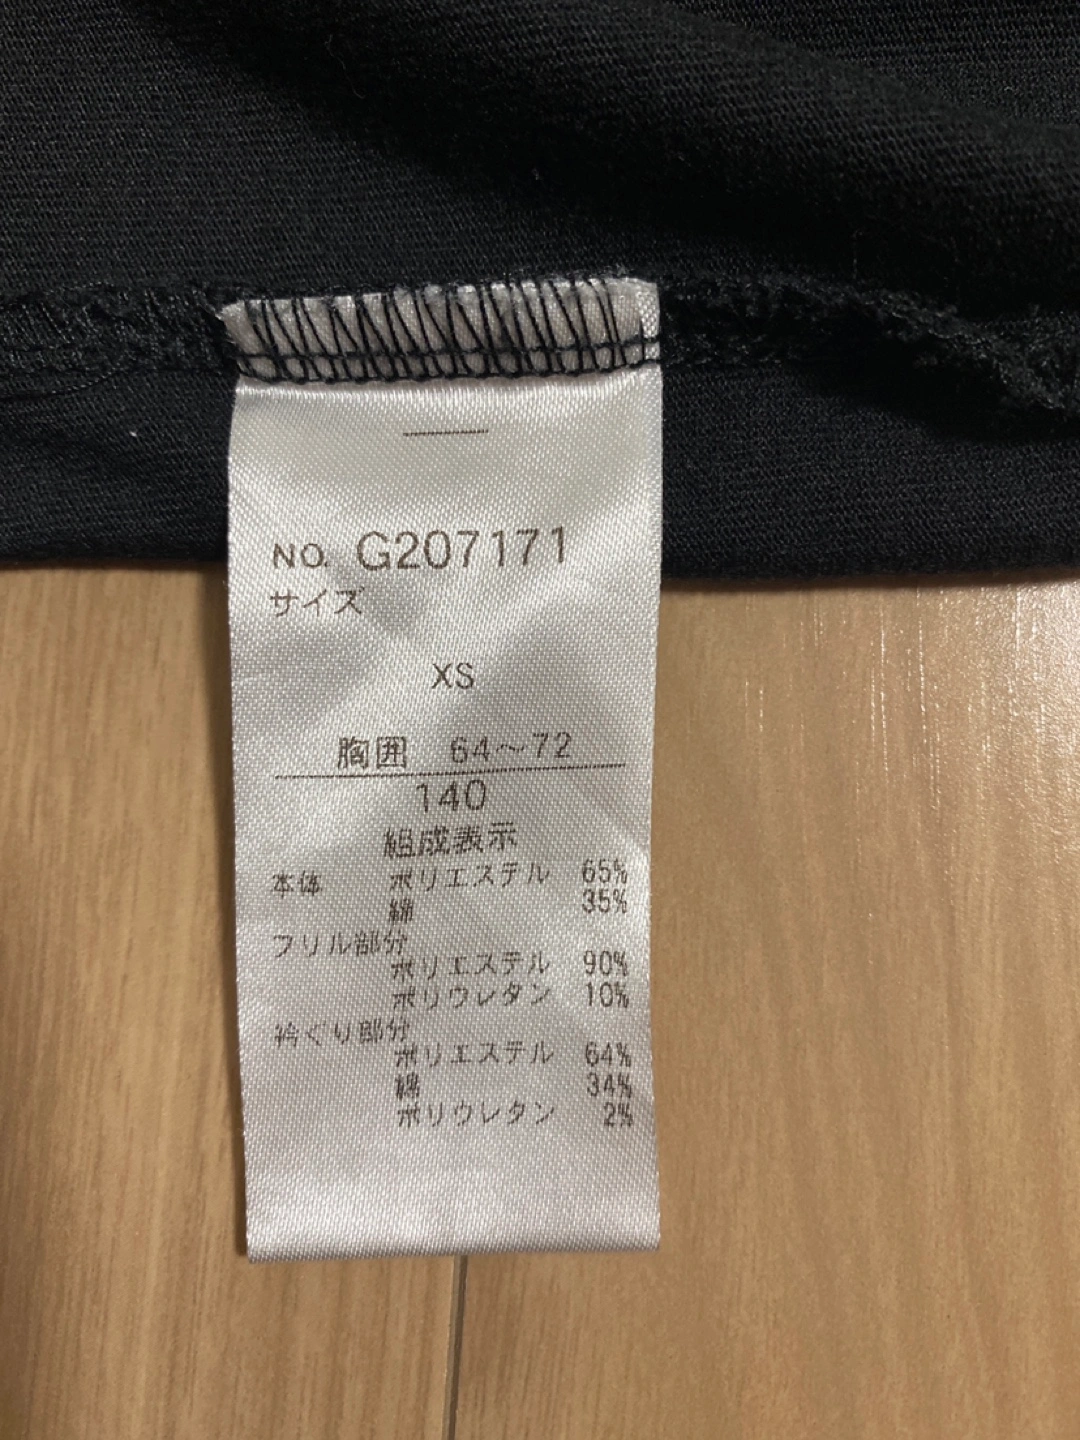 NO. G207171
サイズ
XS
胸囲 64～72
140
組成表示
本体 ポリエステル 65%
綿 35%
フリル部分
ポリエステル 90%
ポリウレタン 10%
衿ぐり部分
ポリエステル 64%
綿 34%
ポリウレタン 2%